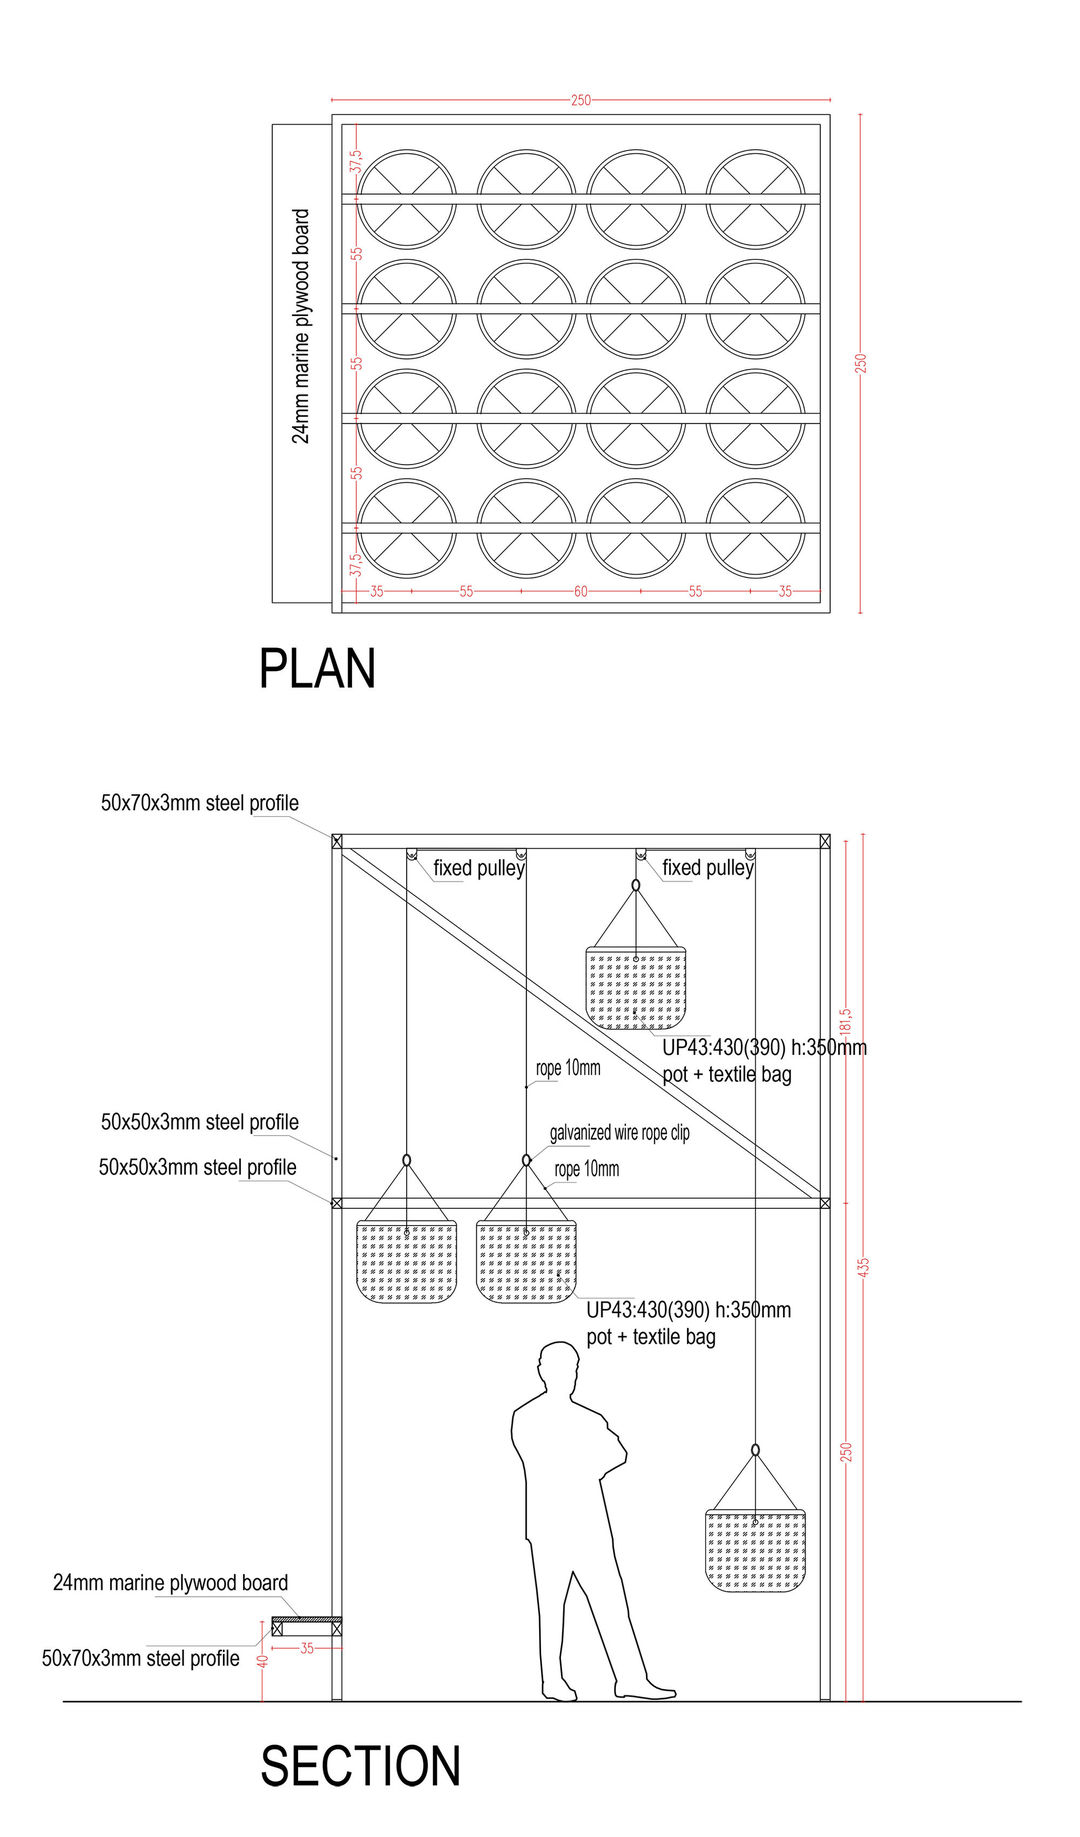 250
37,5
24mm marine plywood board
55
250
55
55
37,5
35
55
60
55
35
PLAN
50x70x3mm steel profile
fixed pulley
fixed pulley
181,5
UP43:430(390) h:350mm
pot + textile bag
rope 10mm
50x50x3mm steel profile
galvanized wire rope clip
50x50x3mm steel profile
rope 10mm
435
UP43:430(390) h:350mm
pot + textile bag
250
24mm marine plywood board
50x70x3mm steel profile
35
40
SECTION